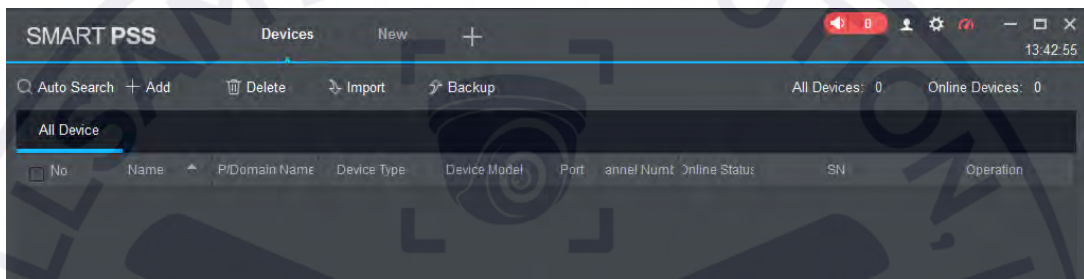 SMART PSS Devices New + 0
13:42:55
Auto Search + Add Delete Import Backup All Devices: 0 Online Devices: 0
All Device
No Name P/Domain Name Device Type Device Model Port annel Numb Online Status SN Operation